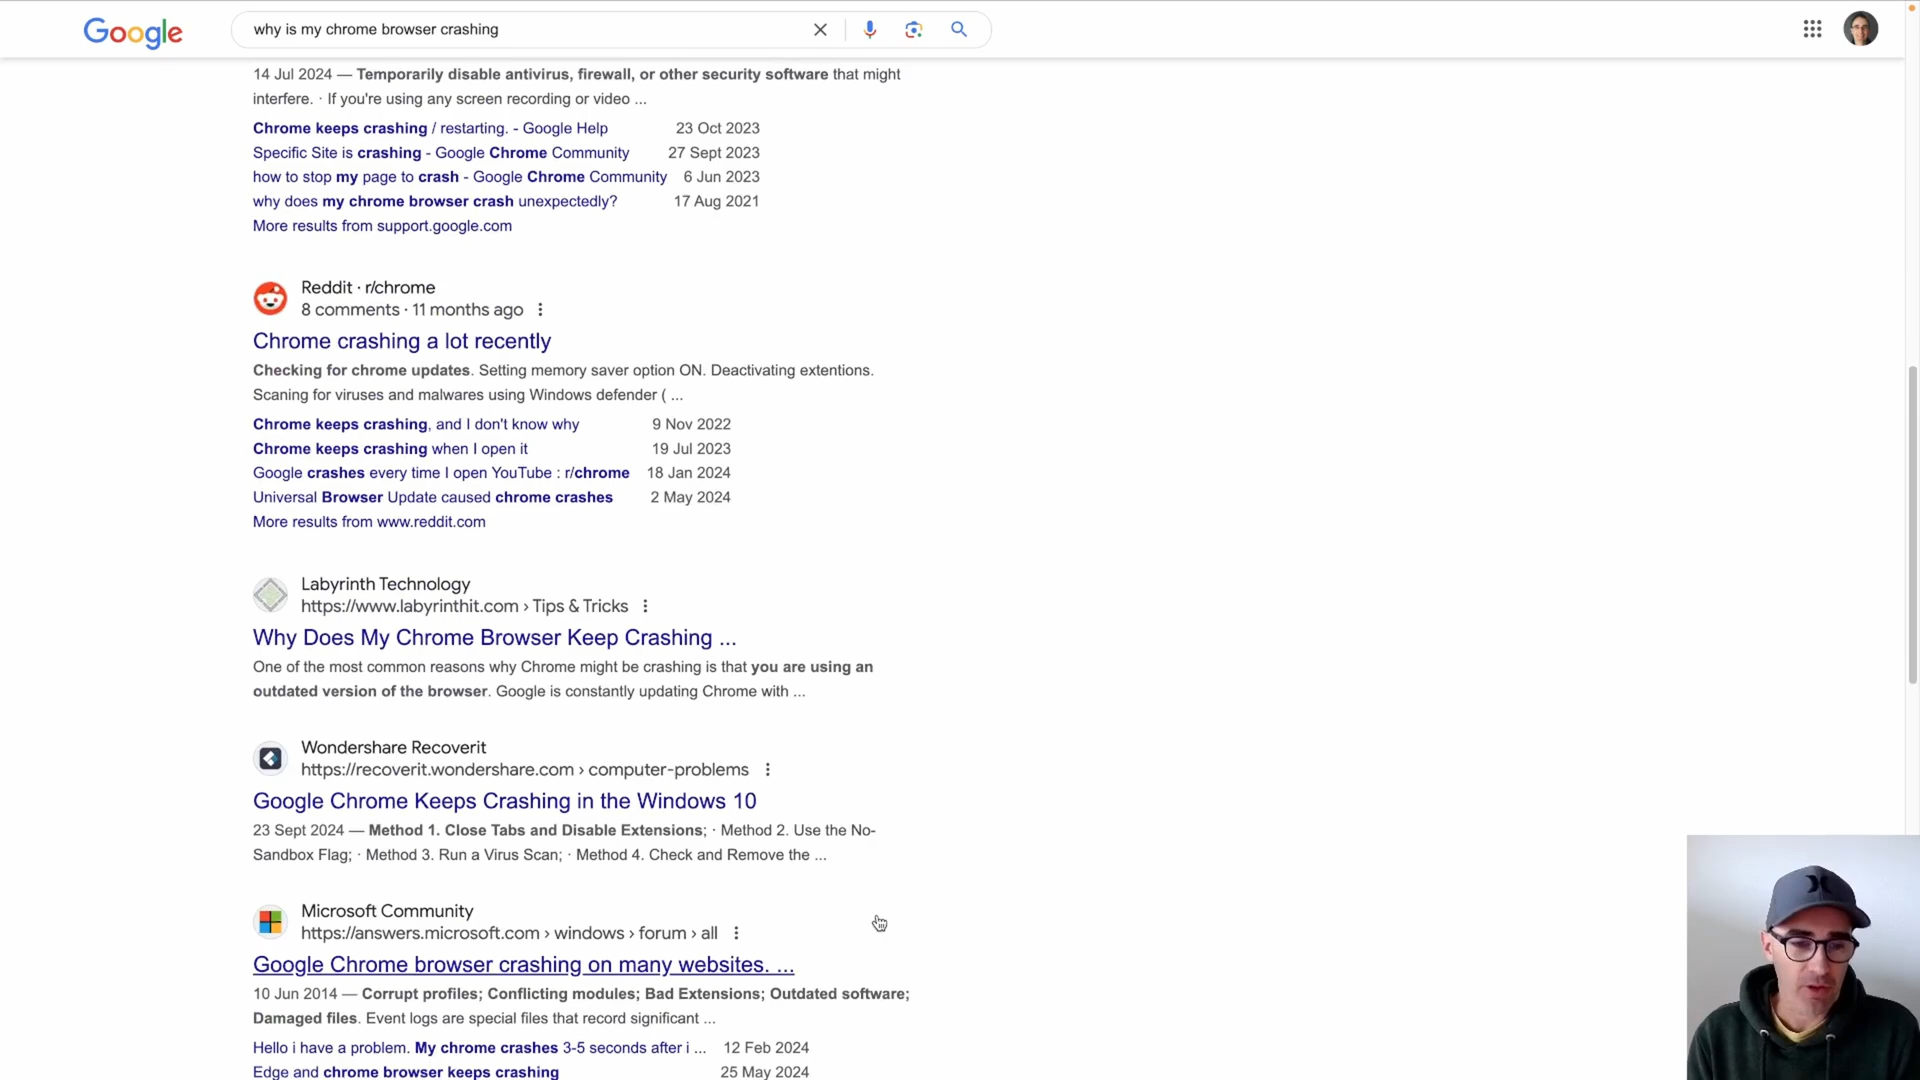 Google
why is my chrome browser crashing
14 Jul 2024 — Temporarily disable antivirus, firewall, or other security software that might
interfere. · If you're using any screen recording or video ...
Chrome keeps crashing / restarting. - Google Help 23 Oct 2023
Specific Site is crashing - Google Chrome Community 27 Sept 2023
how to stop my page to crash - Google Chrome Community 6 Jun 2023
why does my chrome browser crash unexpectedly? 17 Aug 2021
More results from support.google.com
Reddit · r/chrome
8 comments · 11 months ago
Chrome crashing a lot recently
Checking for chrome updates. Setting memory saver option ON. Deactivating extentions.
Scaning for viruses and malwares using Windows defender ( ...
Chrome keeps crashing, and I don't know why 9 Nov 2022
Chrome keeps crashing when I open it 19 Jul 2023
Google crashes every time I open YouTube : r/chrome 18 Jan 2024
Universal Browser Update caused chrome crashes 2 May 2024
More results from www.reddit.com
Labyrinth Technology
https://www.labyrinthit.com › Tips & Tricks
Why Does My Chrome Browser Keep Crashing ...
One of the most common reasons why Chrome might be crashing is that you are using an
outdated version of the browser. Google is constantly updating Chrome with ...
Wondershare Recoverit
https://recoverit.wondershare.com › computer-problems
Google Chrome Keeps Crashing in the Windows 10
23 Sept 2024 — Method 1. Close Tabs and Disable Extensions; · Method 2. Use the No-
Sandbox Flag; · Method 3. Run a Virus Scan; · Method 4. Check and Remove the ...
Microsoft Community
https://answers.microsoft.com › windows › forum › all
Google Chrome browser crashing on many websites. ...
10 Jun 2014 — Corrupt profiles; Conflicting modules; Bad Extensions; Outdated software;
Damaged files. Event logs are special files that record significant ...
Hello i have a problem. My chrome crashes 3-5 seconds after i ... 12 Feb 2024
Edge and chrome browser keeps crashing 25 May 2024